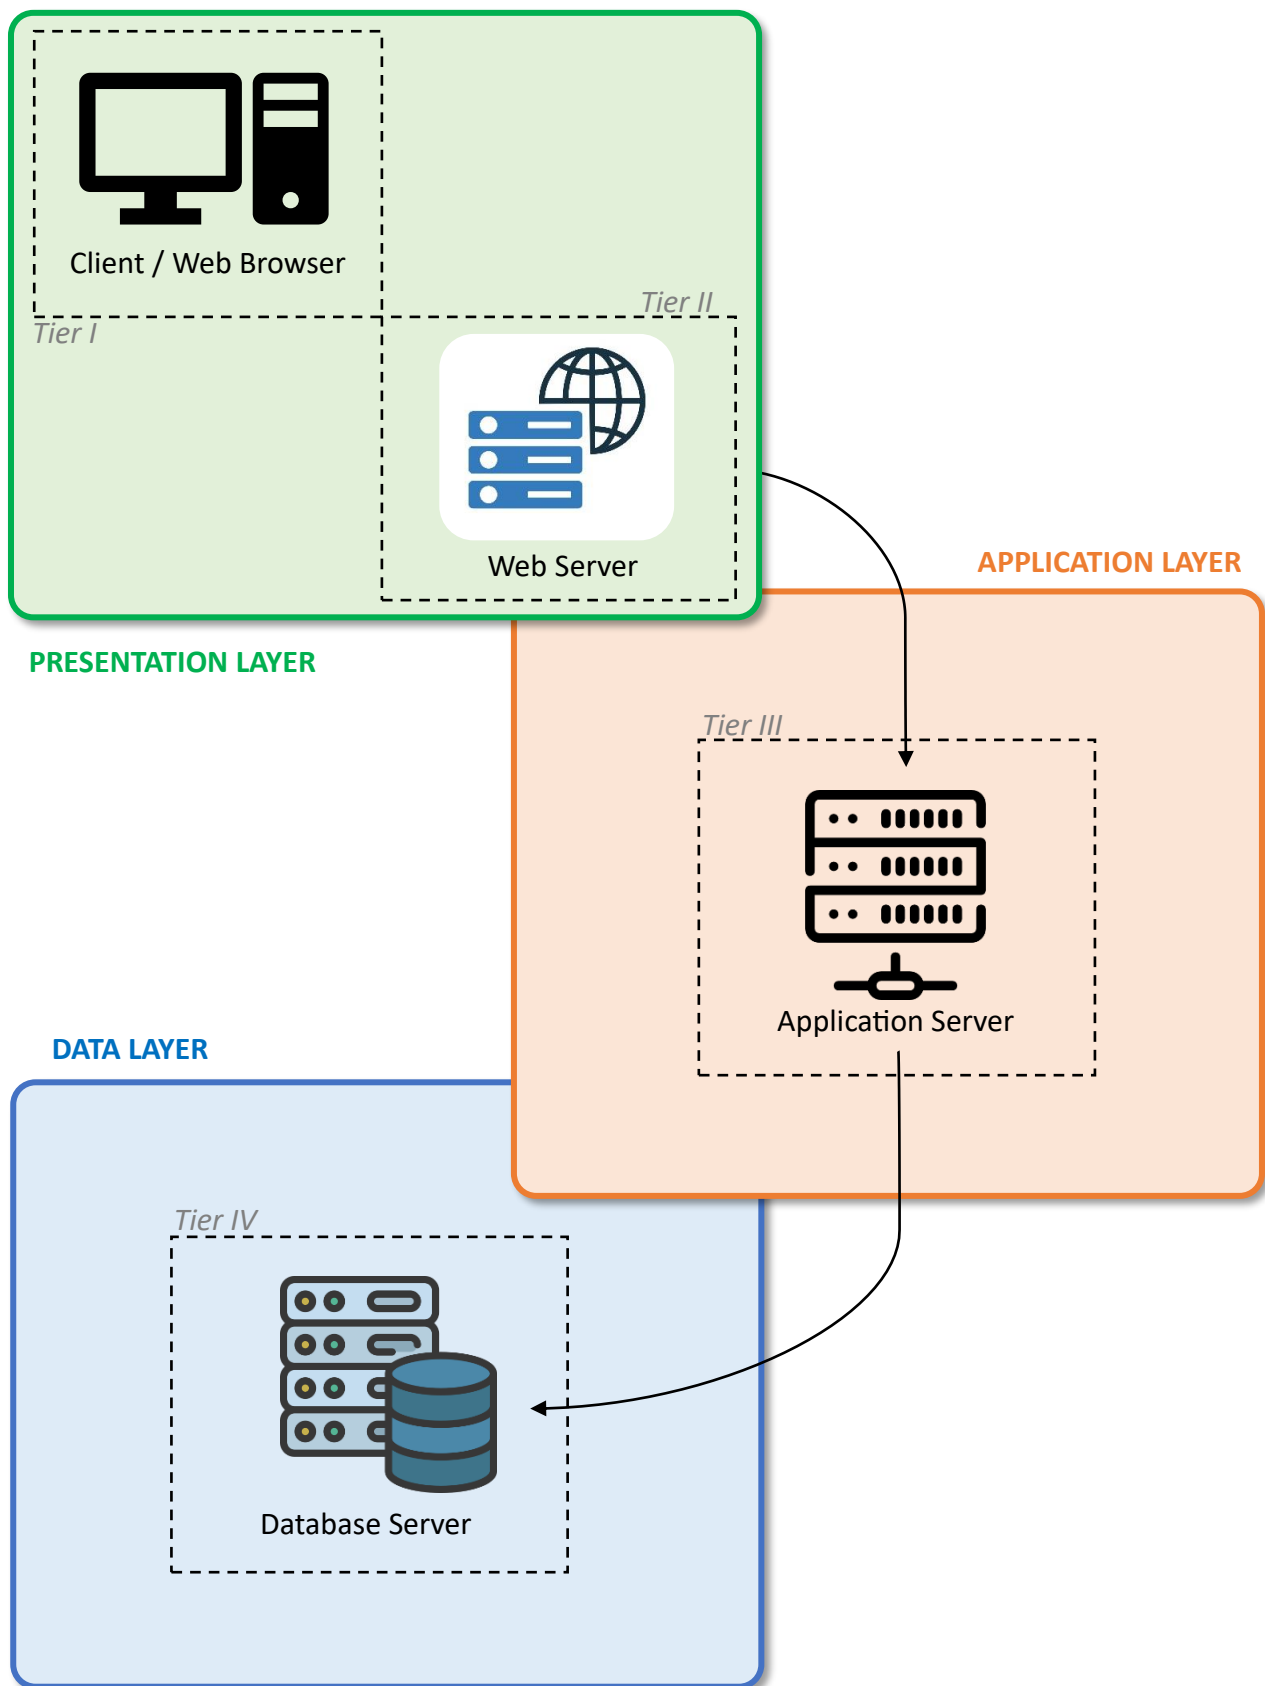 Client / Web Browser
Tier I
Tier II
Web Server
PRESENTATION LAYER
APPLICATION LAYER
Tier III
Application Server
DATA LAYER
Tier IV
Database Server